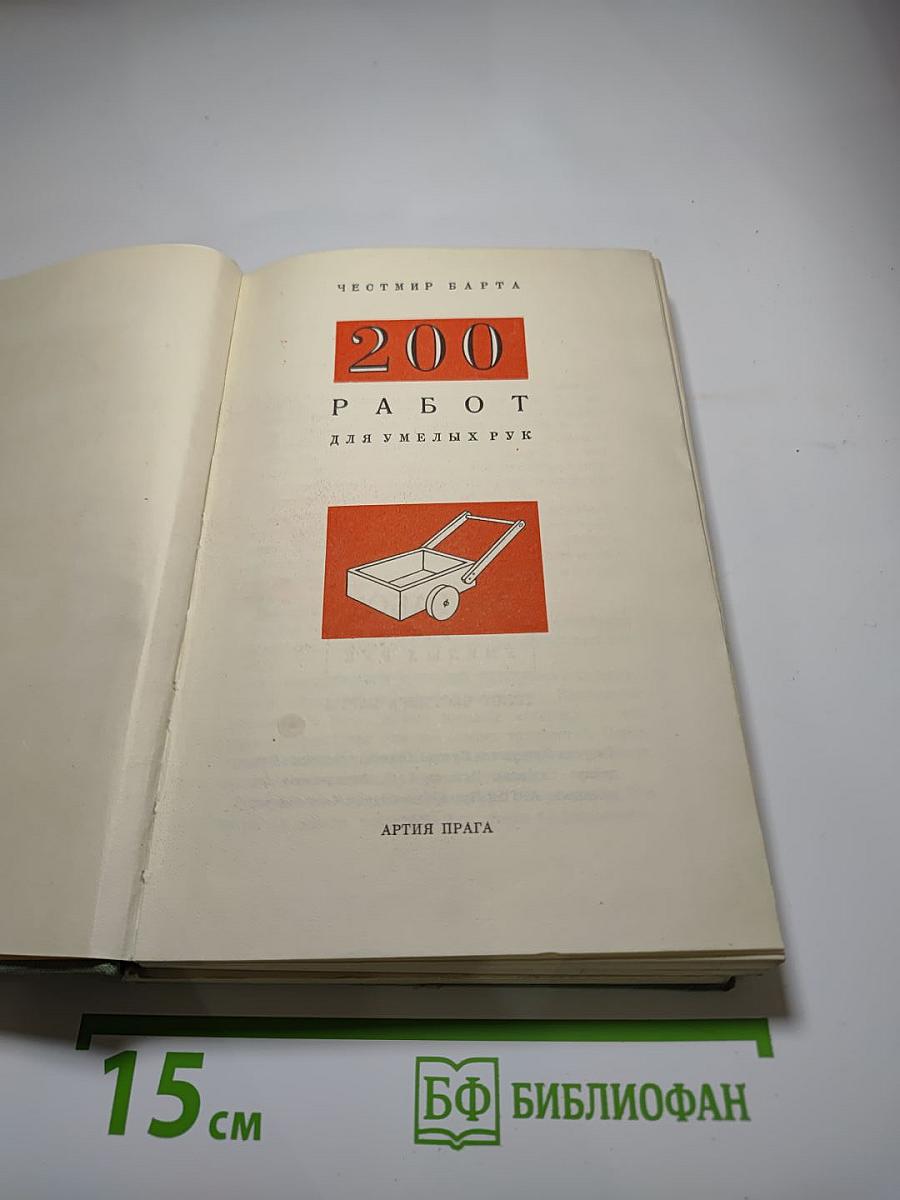 ЧЕСТМИР БАРТА
200
РАБОТ
ДЛЯ УМЕЛЫХ РУК
АРТИЯ ПРАГА
15 см
БФ БИБЛИОФАН